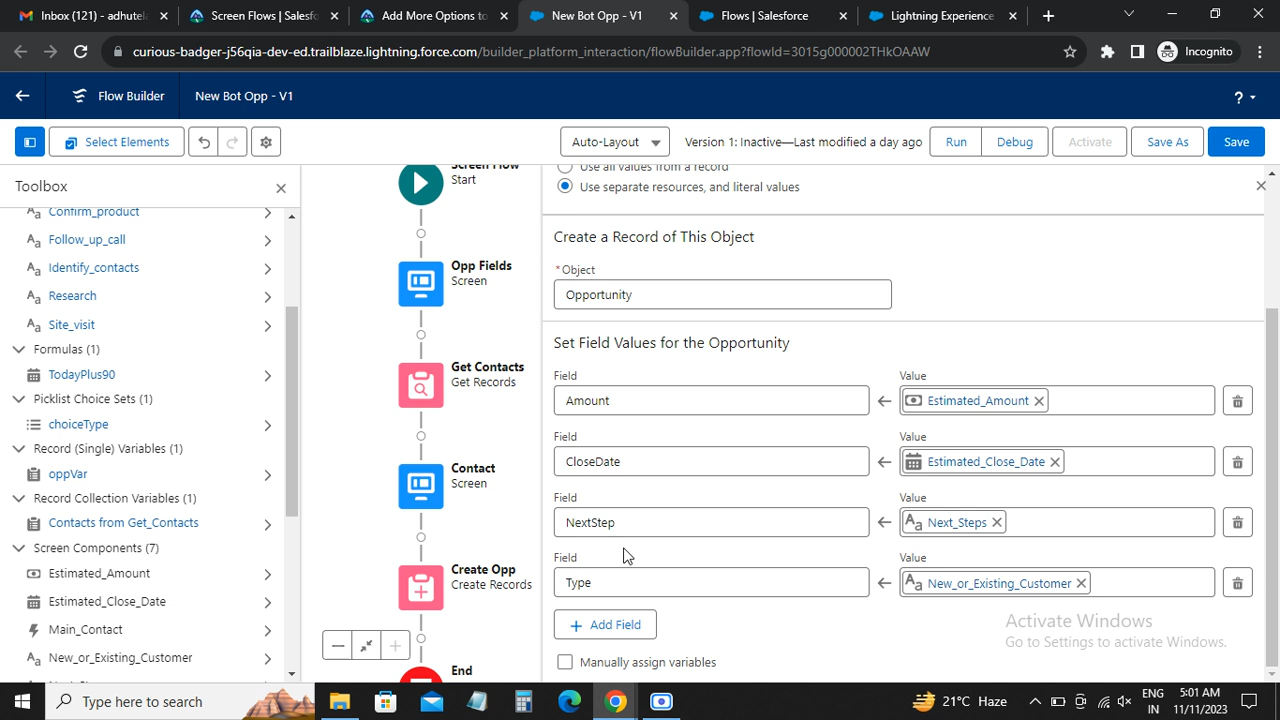 Inbox (121) - adhutela
Screen Flows | Salesf
Add More Options to
New Bot Opp - V1
Flows | Salesforce
Lightning Experience
curious-badger-j56qia-dev-ed.trailblaze.lightning.force.com/builder_platform_interaction/flowBuilder.app?flowId=3015g000002THkOAAW
Incognito
Flow Builder
New Bot Opp - V1
?
Select Elements
Auto-Layout
Version 1: Inactive—Last modified a day ago
Run
Debug
Activate
Save As
Save
Toolbox
Confirm_product
Follow_up_call
Identify_contacts
Research
Site_visit
Formulas (1)
TodayPlus90
Picklist Choice Sets (1)
choiceType
Record (Single) Variables (1)
oppVar
Record Collection Variables (1)
Contacts from Get_Contacts
Screen Components (7)
Estimated_Amount
Estimated_Close_Date
Main_Contact
New_or_Existing_Customer
Screen Flow
Start
Opp Fields
Screen
Get Contacts
Get Records
Contact
Screen
Create Opp
Create Records
End
Use all values from a record
Use separate resources, and literal values
Create a Record of This Object
*Object
Opportunity
Set Field Values for the Opportunity
Field
Value
Amount
Estimated_Amount
Field
Value
CloseDate
Estimated_Close_Date
Field
Value
NextStep
Next_Steps
Field
Value
Type
New_or_Existing_Customer
Add Field
Manually assign variables
Activate Windows
Go to Settings to activate Windows.
Type here to search
21°C Haze
ENG
IN
5:01 AM
11/11/2023